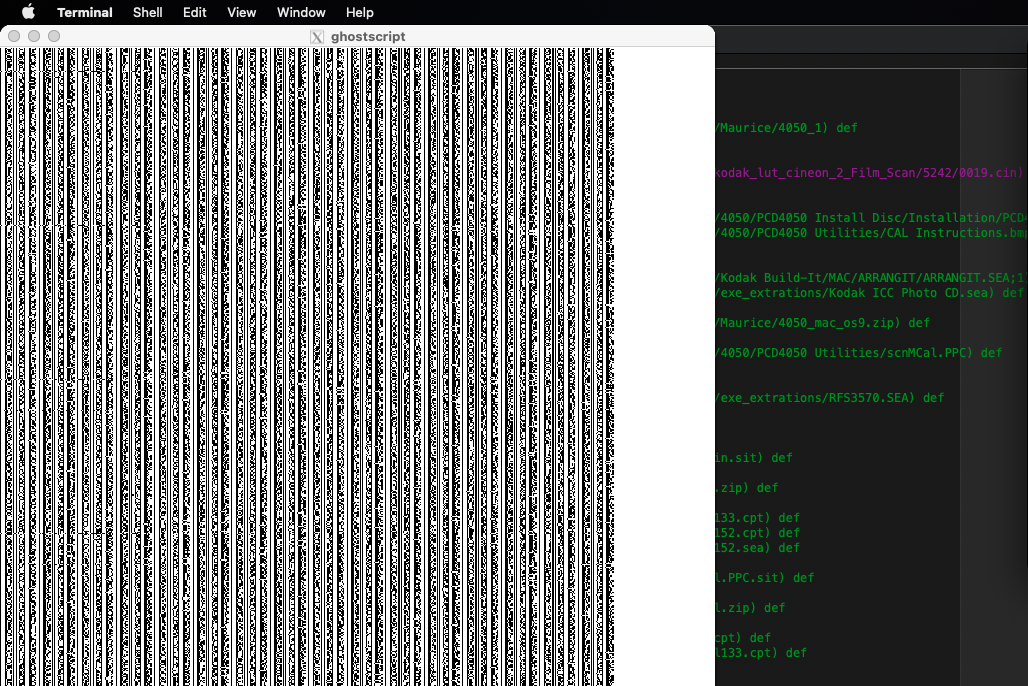 Terminal Shell Edit View Window Help
ghostscript
/Maurice/4050_1) def
kodak_lut_cineon_2_Film_Scan/5242/0019.cin)
/4050/PCD4050 Install Disc/Installation/PCD4
/4050/PCD4050 Utilities/CAL Instructions.bmp
/Kodak Build-It/MAC/ARRANGIT/ARRANGIT.SEA;1
/exe_extrations/Kodak ICC Photo CD.sea) def
/Maurice/4050_mac_os9.zip) def
/4050/PCD4050 Utilities/scnMCal.PPC) def
/exe_extrations/RFS3570.SEA) def
in.sit) def
.zip) def
133.cpt) def
152.cpt) def
152.sea) def
l.PPC.sit) def
l.zip) def
cpt) def
l133.cpt) def